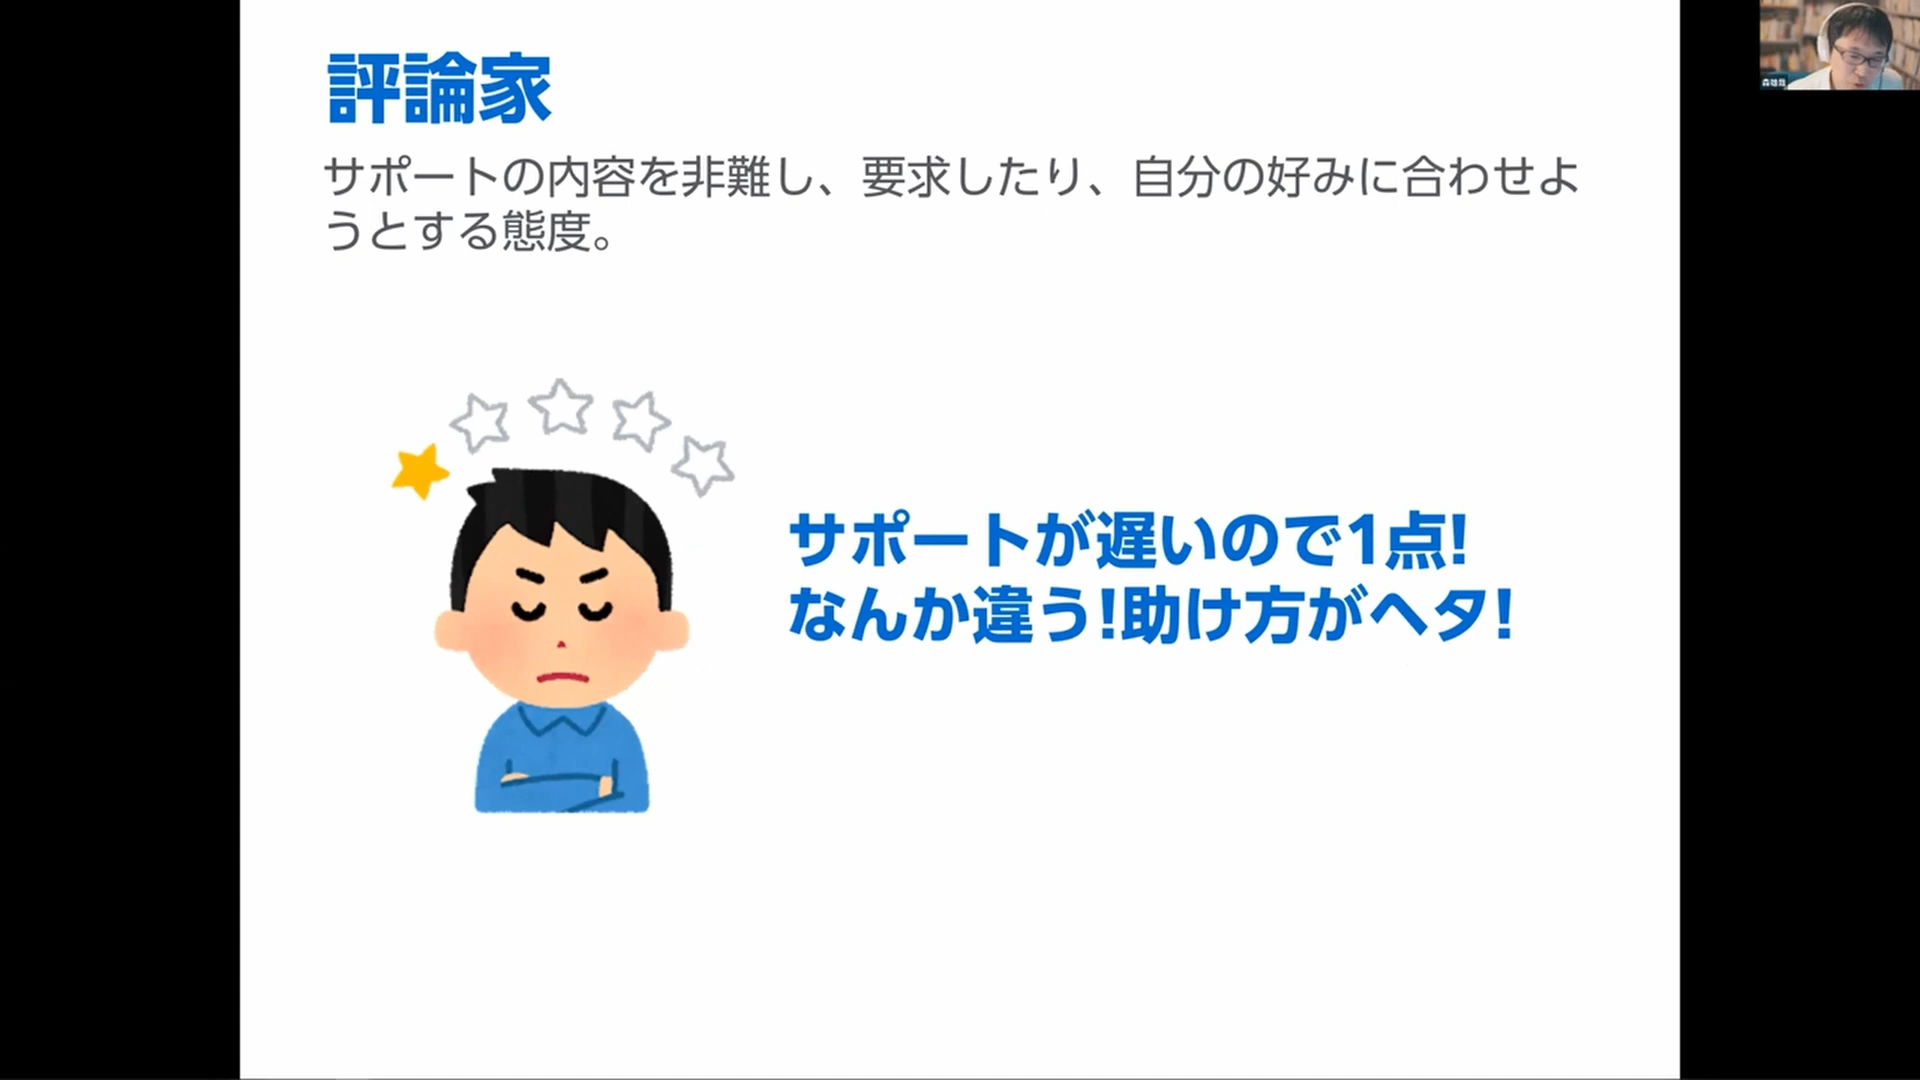 評論家
サポートの内容を非難し、要求したり、自分の好みに合わせよ
うとする態度。
サポートが遅いので1点!
なんか違う!助け方がヘタ!